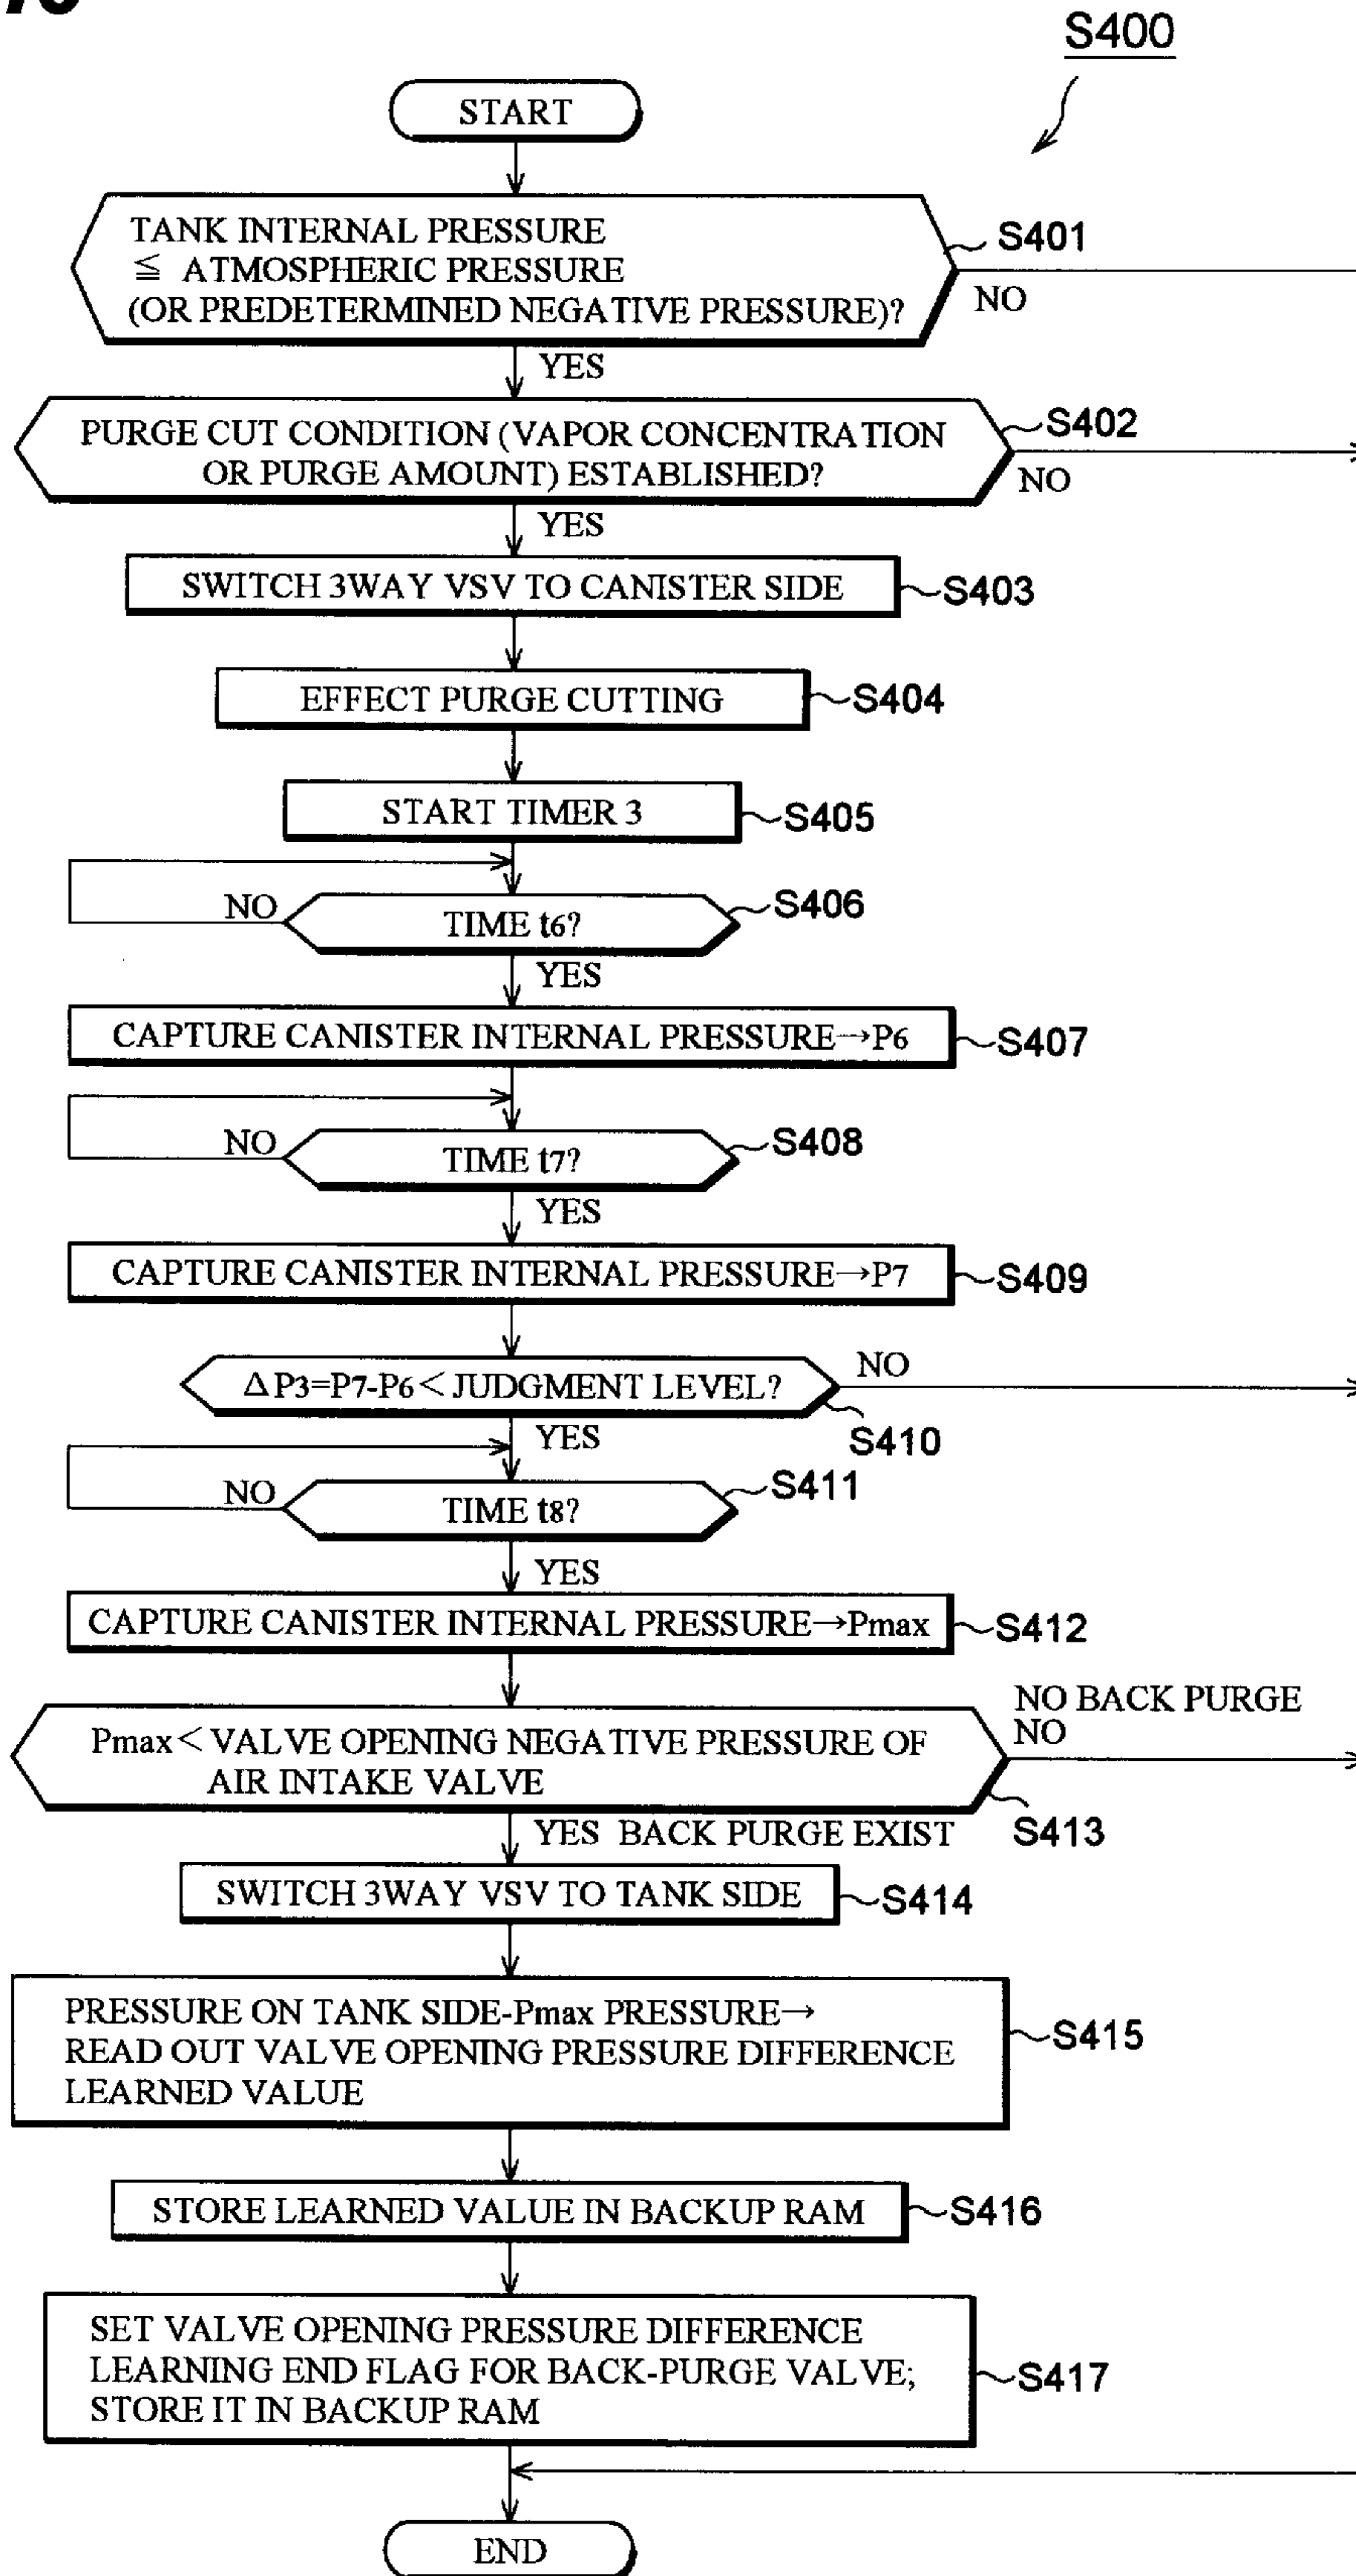 S400
START
TANK INTERNAL PRESSURE
≦ ATMOSPHERIC PRESSURE
(OR PREDETERMINED NEGATIVE PRESSURE)?
S401
NO
YES
PURGE CUT CONDITION (VAPOR CONCENTRATION
OR PURGE AMOUNT) ESTABLISHED?
S402
NO
YES
SWITCH 3WAY VSV TO CANISTER SIDE
S403
EFFECT PURGE CUTTING
S404
START TIMER 3
S405
NO
TIME t6?
S406
YES
CAPTURE CANISTER INTERNAL PRESSURE→P6
S407
NO
TIME t7?
S408
YES
CAPTURE CANISTER INTERNAL PRESSURE→P7
S409
ΔP3=P7-P6<JUDGMENT LEVEL?
NO
S410
YES
NO
TIME t8?
S411
YES
CAPTURE CANISTER INTERNAL PRESSURE→Pmax
S412
NO BACK PURGE
NO
Pmax<VALVE OPENING NEGATIVE PRESSURE OF
AIR INTAKE VALVE
S413
YES BACK PURGE EXIST
SWITCH 3WAY VSV TO TANK SIDE
S414
PRESSURE ON TANK SIDE-Pmax PRESSURE→
READ OUT VALVE OPENING PRESSURE DIFFERENCE
LEARNED VALUE
S415
STORE LEARNED VALUE IN BACKUP RAM
S416
SET VALVE OPENING PRESSURE DIFFERENCE
LEARNING END FLAG FOR BACK-PURGE VALVE;
STORE IT IN BACKUP RAM
S417
END